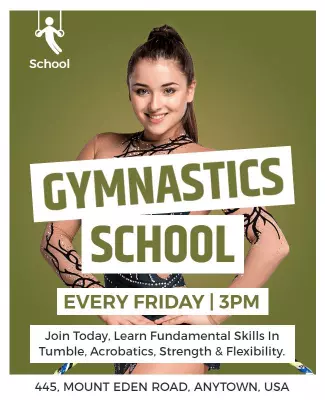 School
GYMNASTICS
SCHOOL
EVERY FRIDAY | 3PM
Join Today, Learn Fundamental Skills In
Tumble, Acrobatics, Strength & Flexibility.
445, MOUNT EDEN ROAD, ANYTOWN, USA